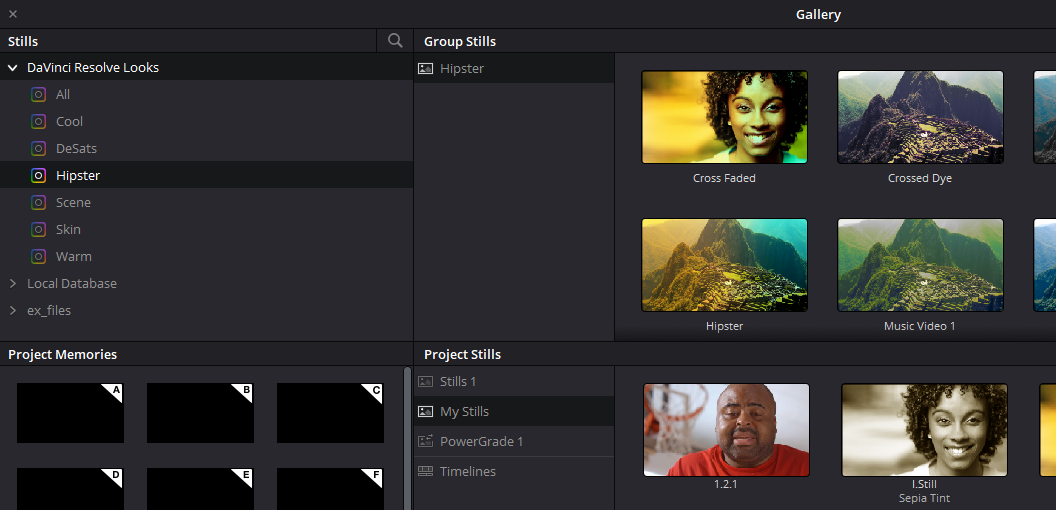 Gallery
Stills
Group Stills
DaVinci Resolve Looks
All
Cool
DeSats
Hipster
Scene
Skin
Warm
Local Database
ex_files
Hipster
Cross Faded
Crossed Dye
Hipster
Music Video 1
Project Memories
A
B
C
D
E
F
Project Stills
Stills 1
My Stills
PowerGrade 1
Timelines
1.2.1
I.Still
Sepia Tint